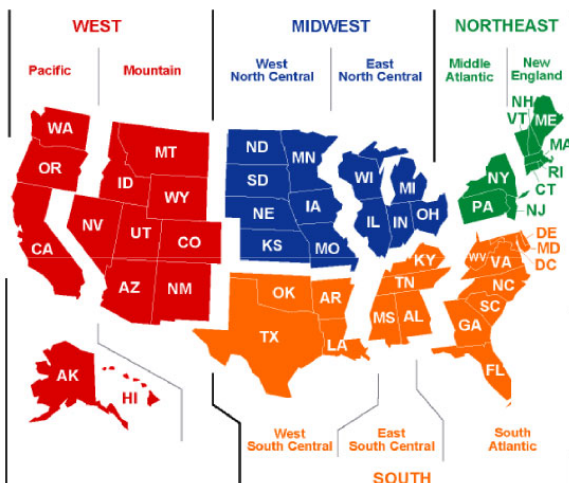 WEST
MIDWEST
NORTHEAST
Pacific
Mountain
West
North Central
East
North Central
Middle
Atlantic
New
England
WA
OR
CA
NV
ID
MT
WY
UT
CO
AZ
NM
AK
HI
ND
SD
NE
KS
MN
IA
MO
WI
MI
IL
IN
OH
NH
VT
ME
MA
RI
CT
NY
PA
NJ
OK
TX
AR
LA
KY
TN
MS
AL
DE
MD
DC
WV
VA
NC
SC
GA
FL
West
South Central
East
South Central
South
Atlantic
SOUTH